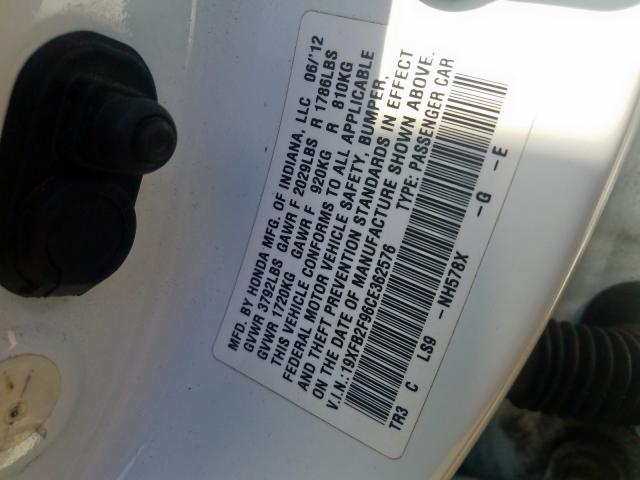 MFD. BY HONDA MFG. OF INDIANA, LLC 06/'12
GVWR 3792LBS GAWR F 2029LBS R 1786LBS
GVWR 1720KG GAWR F 920KG R 810KG
THIS VEHICLE CONFORMS TO ALL APPLICABLE
FEDERAL MOTOR VEHICLE SAFETY, BUMPER,
AND THEFT PREVENTION STANDARDS IN EFFECT
ON THE DATE OF MANUFACTURE SHOWN ABOVE.
V.I.N.:19XFB2F96CE382576 TYPE: PASSENGER CAR
TR3 C LS9 -NH578X -G -E